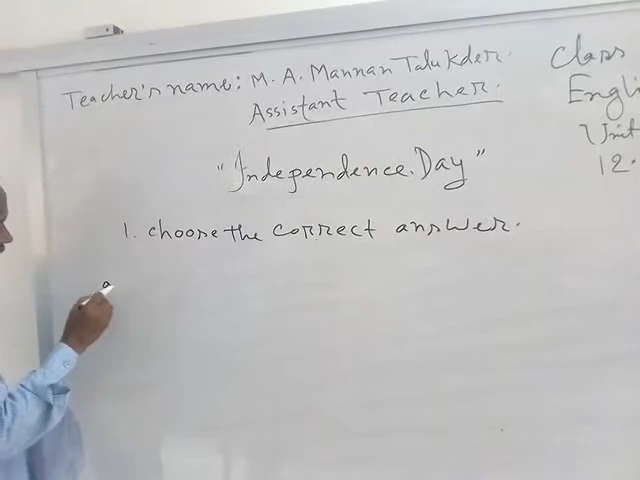 Teacher's name: M. A. Mannan Talukder.
Assistant Teacher.
Class
Engli
Unit
12.
"Independence.Day"
1. choose the correct answer.
a